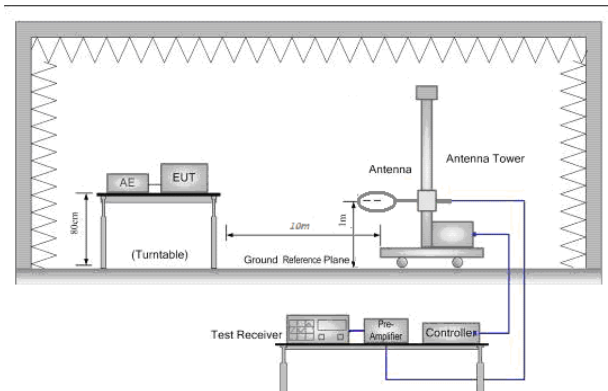 Antenna
Antenna Tower
AE
EUT
80cm
(Turntable)
10m
1m
Ground Reference Plane
Test Receiver
Pre-
Amplifier
Controller